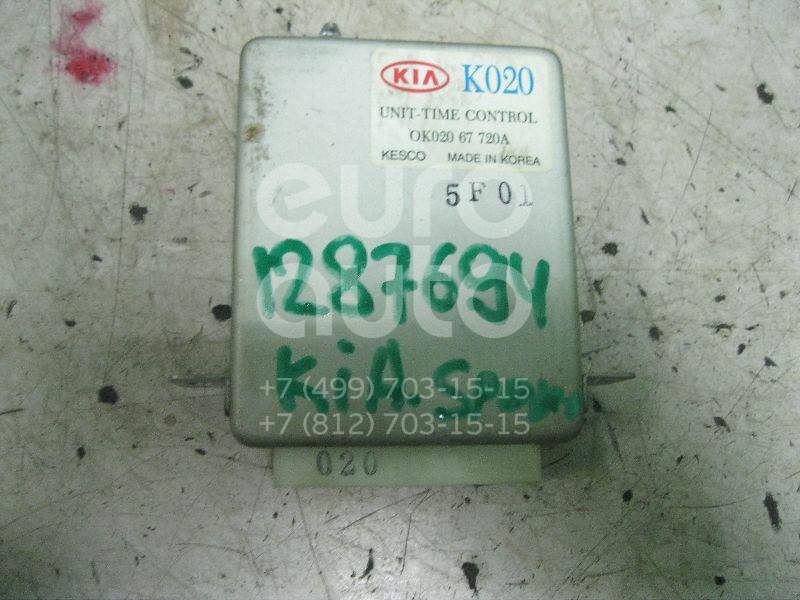 KIA K020
UNIT-TIME CONTROL
OK020 67 720A
KESCO MADE IN KOREA
5F01
euro
auto
1287694
KiA
+7 (499) 703-15-15
+7 (812) 703-15-15
020